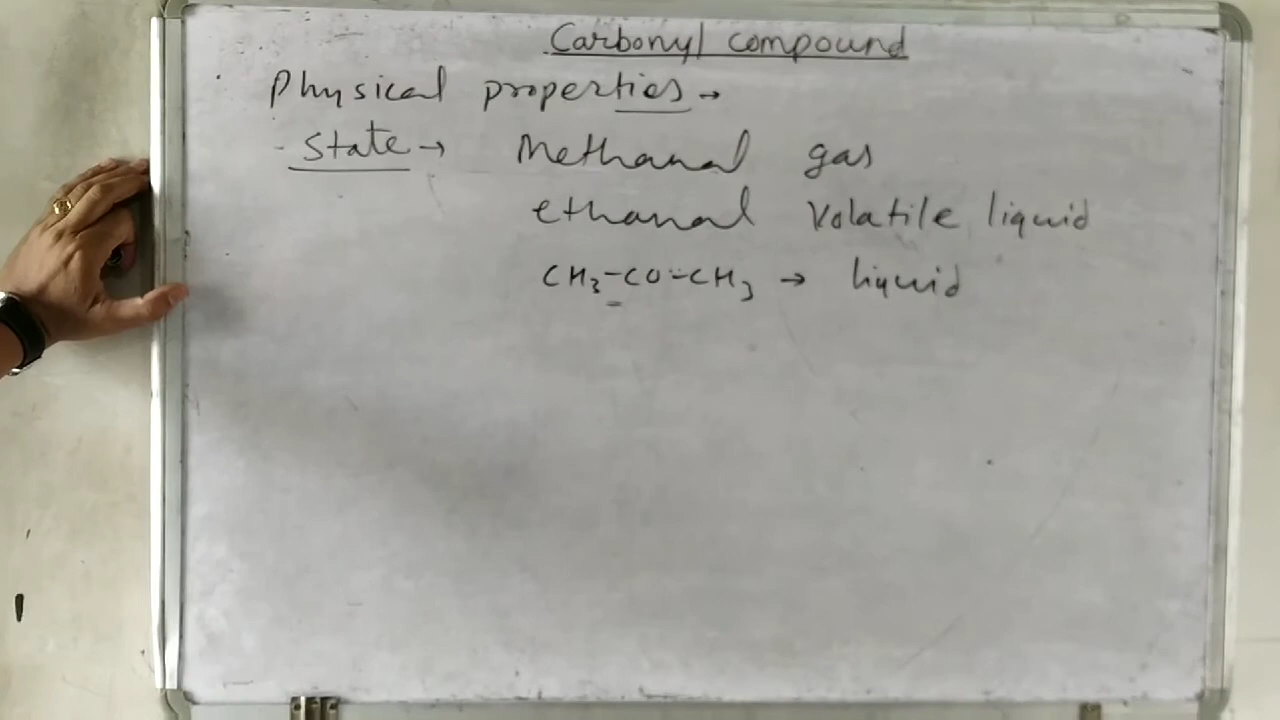 Carbonyl compound
Physical properties →
State → Methanal gas
ethanal volatile liquid
CH₃-CO-CH₃ → liquid